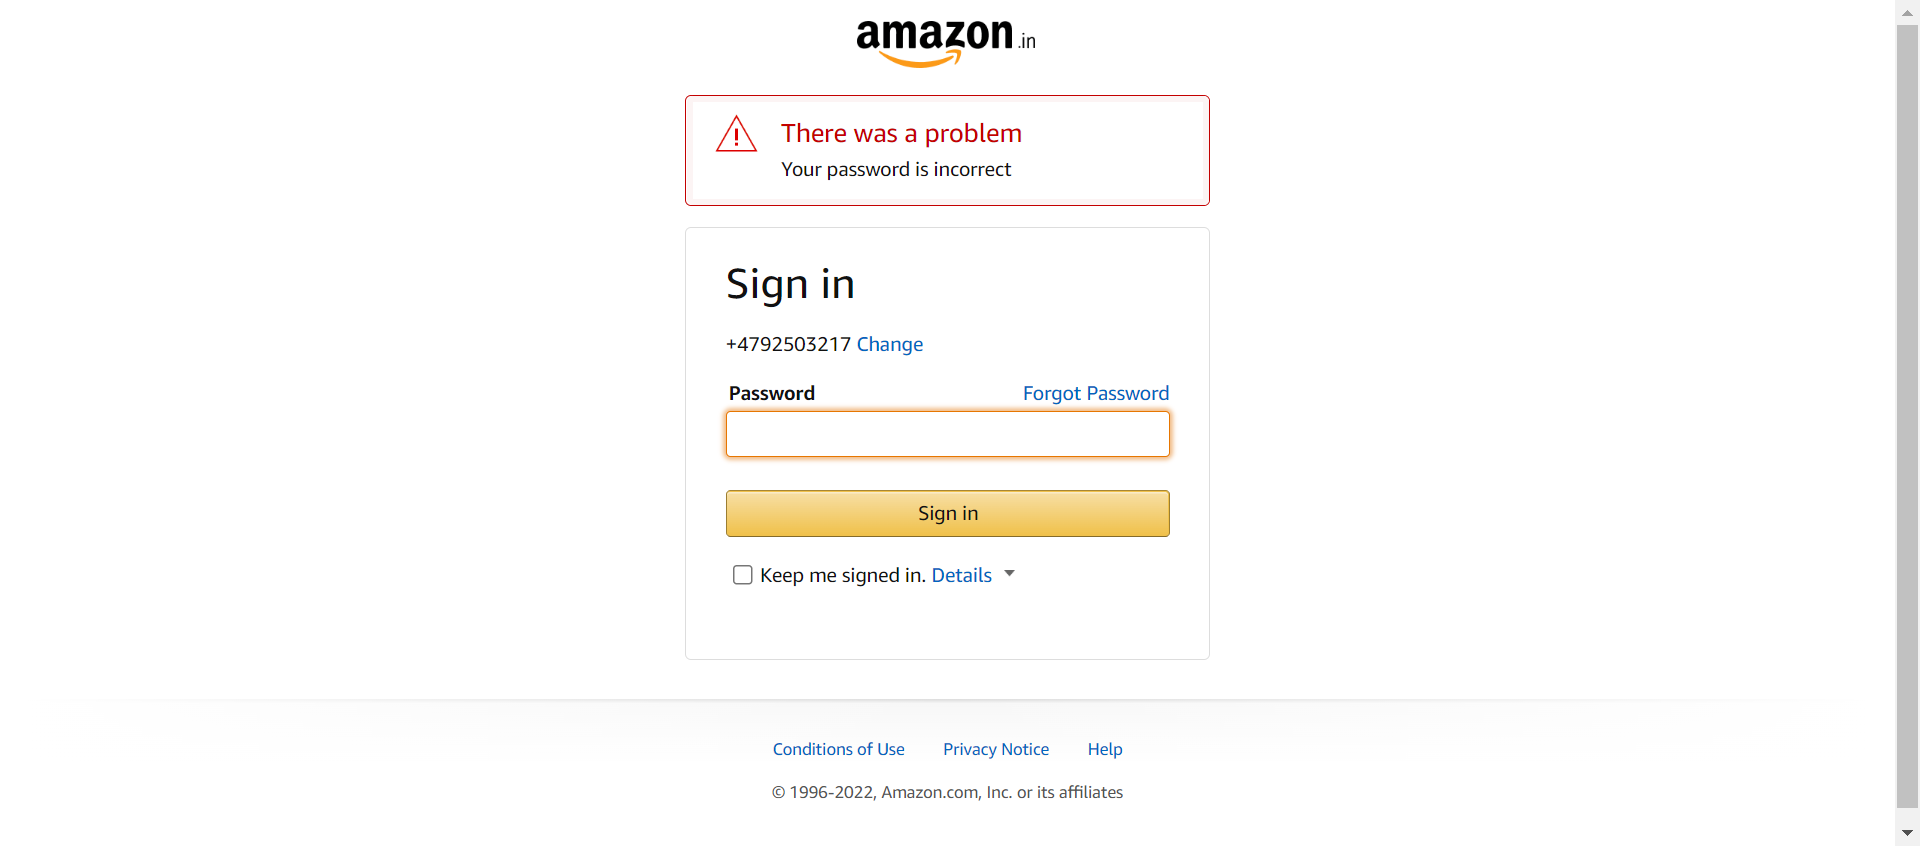 amazon.in
There was a problem
Your password is incorrect
Sign in
+4792503217 Change
Password Forgot Password
Sign in
Keep me signed in. Details
Conditions of Use Privacy Notice Help
© 1996-2022, Amazon.com, Inc. or its affiliates